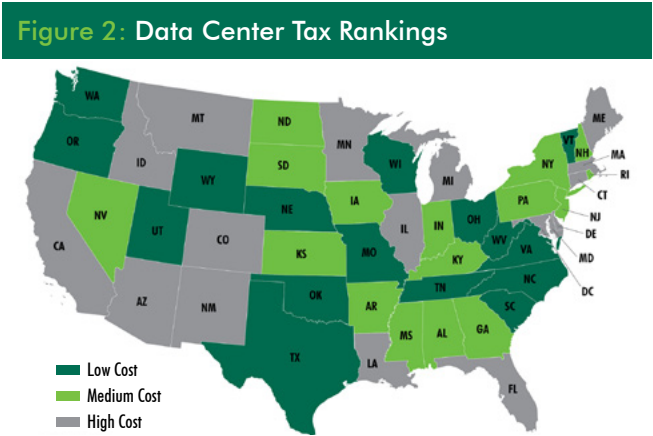 Figure 2: Data Center Tax Rankings
WA
OR
CA
NV
ID
MT
WY
UT
AZ
CO
NM
ND
SD
NE
KS
OK
TX
MN
IA
MO
AR
LA
WI
IL
MI
IN
OH
KY
TN
MS
AL
GA
FL
SC
NC
VA
WV
PA
NY
VT
NH
ME
MA
RI
CT
NJ
DE
MD
DC
Low Cost
Medium Cost
High Cost